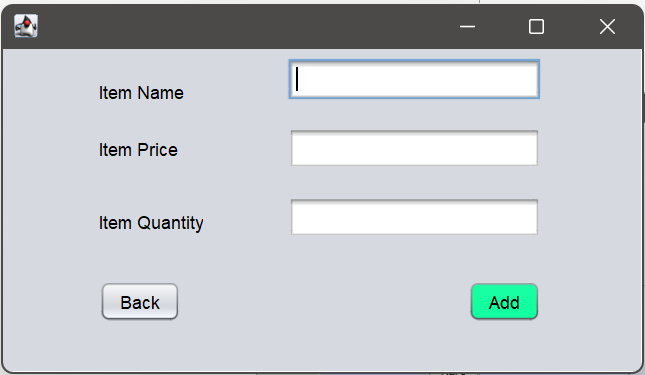 Item Name
Item Price
Item Quantity
Back
Add